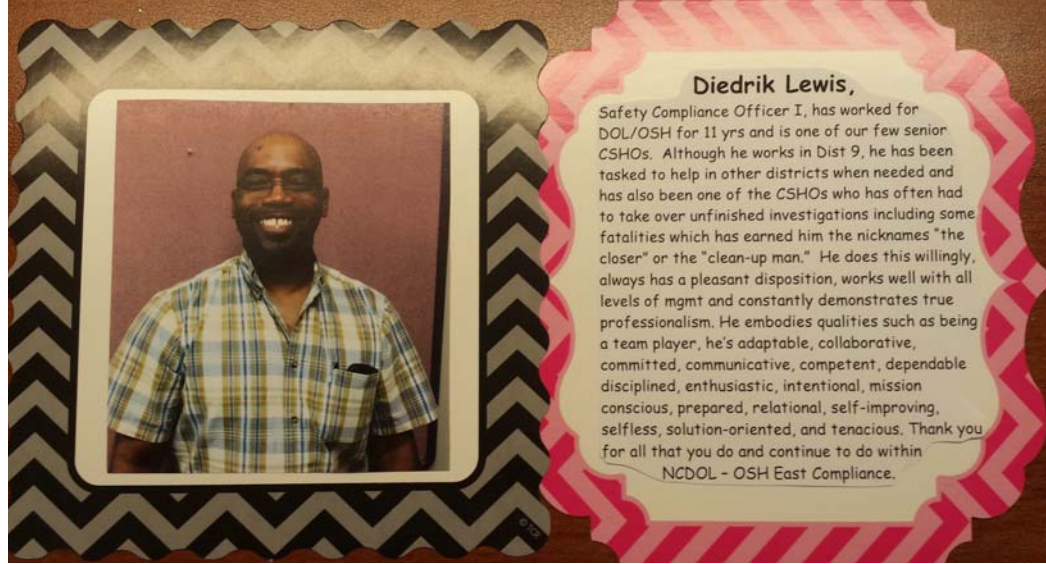 Diedrik Lewis,
Safety Compliance Officer I, has worked for
DOL/OSH for 11 yrs and is one of our few senior
CSHOs.  Although he works in Dist 9, he has been
tasked to help in other districts when needed and
has also been one of the CSHOs who has often had
to take over unfinished investigations including some
fatalities which has earned him the nicknames "the
closer" or the "clean-up man."  He does this willingly,
always has a pleasant disposition, works well with all
levels of mgmt and constantly demonstrates true
professionalism. He embodies qualities such as being
a team player, he's adaptable, collaborative,
committed, communicative, competent, dependable
disciplined, enthusiastic, intentional, mission
conscious, prepared, relational, self-improving,
selfless, solution-oriented, and tenacious. Thank you
for all that you do and continue to do within
NCDOL - OSH East Compliance.
© TCR